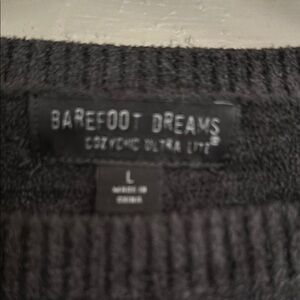 BAREFOOT DREAMS®
COZYCHIC ULTRA LITE®
L
MADE IN
CHINA